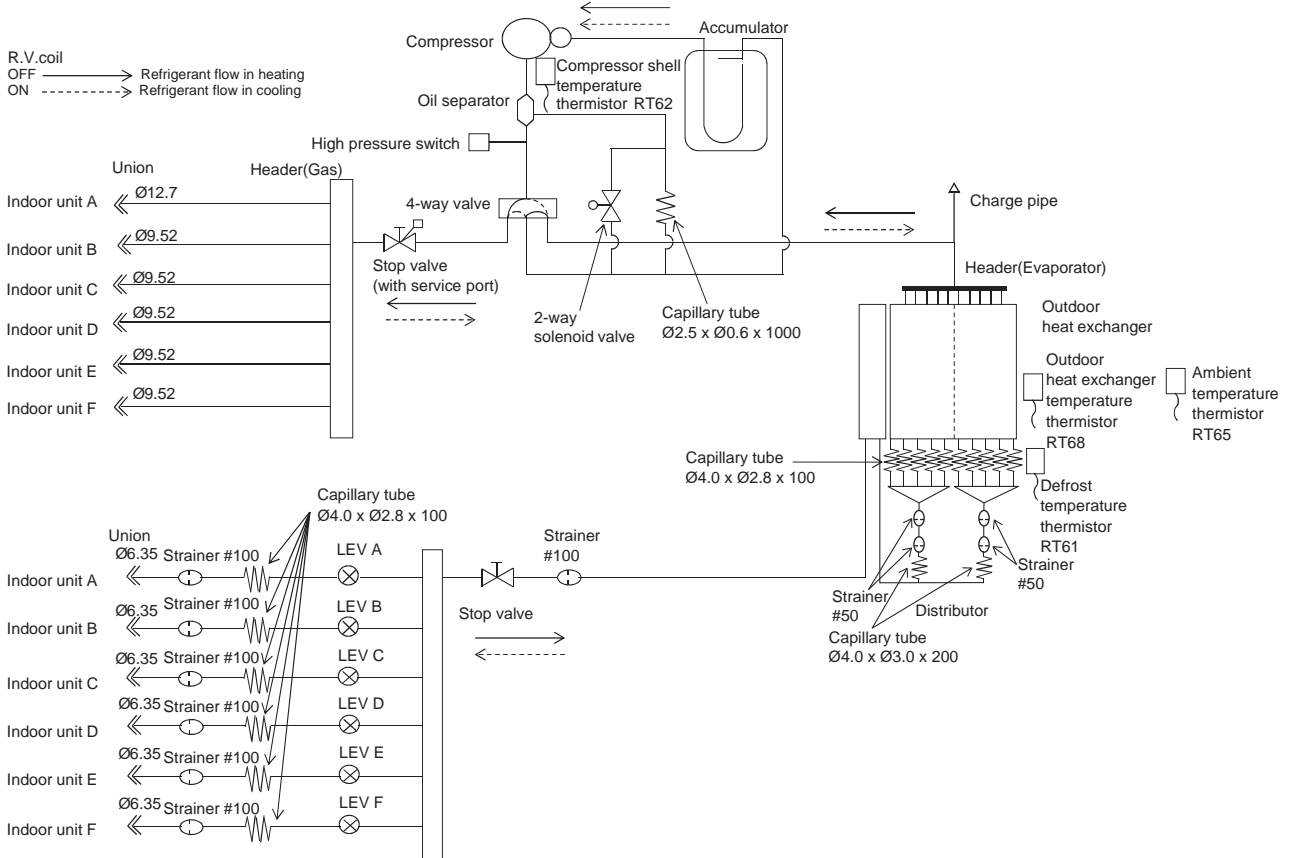 R.V.coil
OFF Refrigerant flow in heating
ON Refrigerant flow in cooling
Compressor
Accumulator
Compressor shell
temperature
thermistor RT62
Oil separator
High pressure switch
Union
Header(Gas)
Indoor unit A
Ø12.7
Indoor unit B
Ø9.52
Indoor unit C
Ø9.52
Indoor unit D
Ø9.52
Indoor unit E
Ø9.52
Indoor unit F
Ø9.52
4-way valve
Stop valve
(with service port)
2-way
solenoid valve
Capillary tube
Ø2.5 x Ø0.6 x 1000
Charge pipe
Header(Evaporator)
Outdoor
heat exchanger
Outdoor
heat exchanger
temperature
thermistor
RT68
Ambient
temperature
thermistor
RT65
Capillary tube
Ø4.0 x Ø2.8 x 100
Defrost
temperature
thermistor
RT61
Strainer
#50
Strainer
#50
Distributor
Capillary tube
Ø4.0 x Ø3.0 x 200
Capillary tube
Ø4.0 x Ø2.8 x 100
Union
Strainer
#100
Stop valve
Indoor unit A
Ø6.35 Strainer #100
LEV A
Indoor unit B
Ø6.35 Strainer #100
LEV B
Indoor unit C
Ø6.35 Strainer #100
LEV C
Indoor unit D
Ø6.35 Strainer #100
LEV D
Indoor unit E
Ø6.35 Strainer #100
LEV E
Indoor unit F
Ø6.35 Strainer #100
LEV F